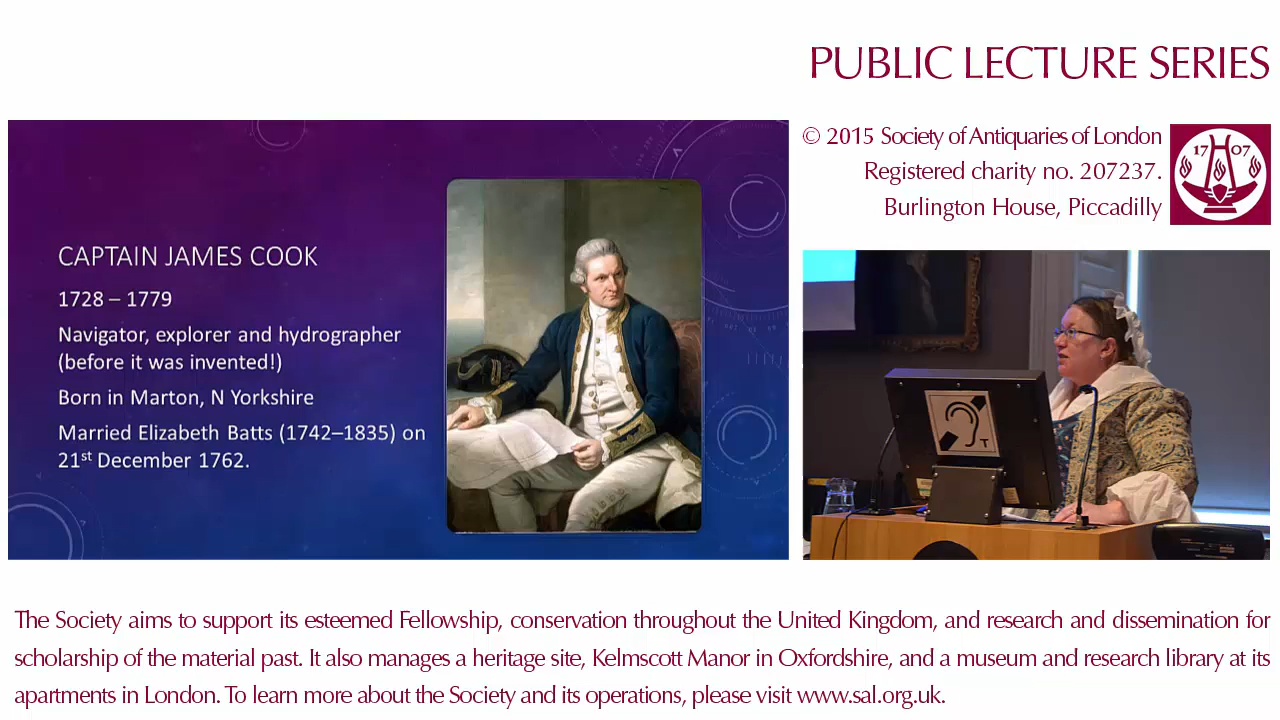 PUBLIC LECTURE SERIES
© 2015 Society of Antiquaries of London
Registered charity no. 207237.
Burlington House, Piccadilly
17 07
CAPTAIN JAMES COOK
1728 – 1779
Navigator, explorer and hydrographer
(before it was invented!)
Born in Marton, N Yorkshire
Married Elizabeth Batts (1742–1835) on
21st December 1762.
T
The Society aims to support its esteemed Fellowship, conservation throughout the United Kingdom, and research and dissemination for
scholarship of the material past. It also manages a heritage site, Kelmscott Manor in Oxfordshire, and a museum and research library at its
apartments in London. To learn more about the Society and its operations, please visit www.sal.org.uk.